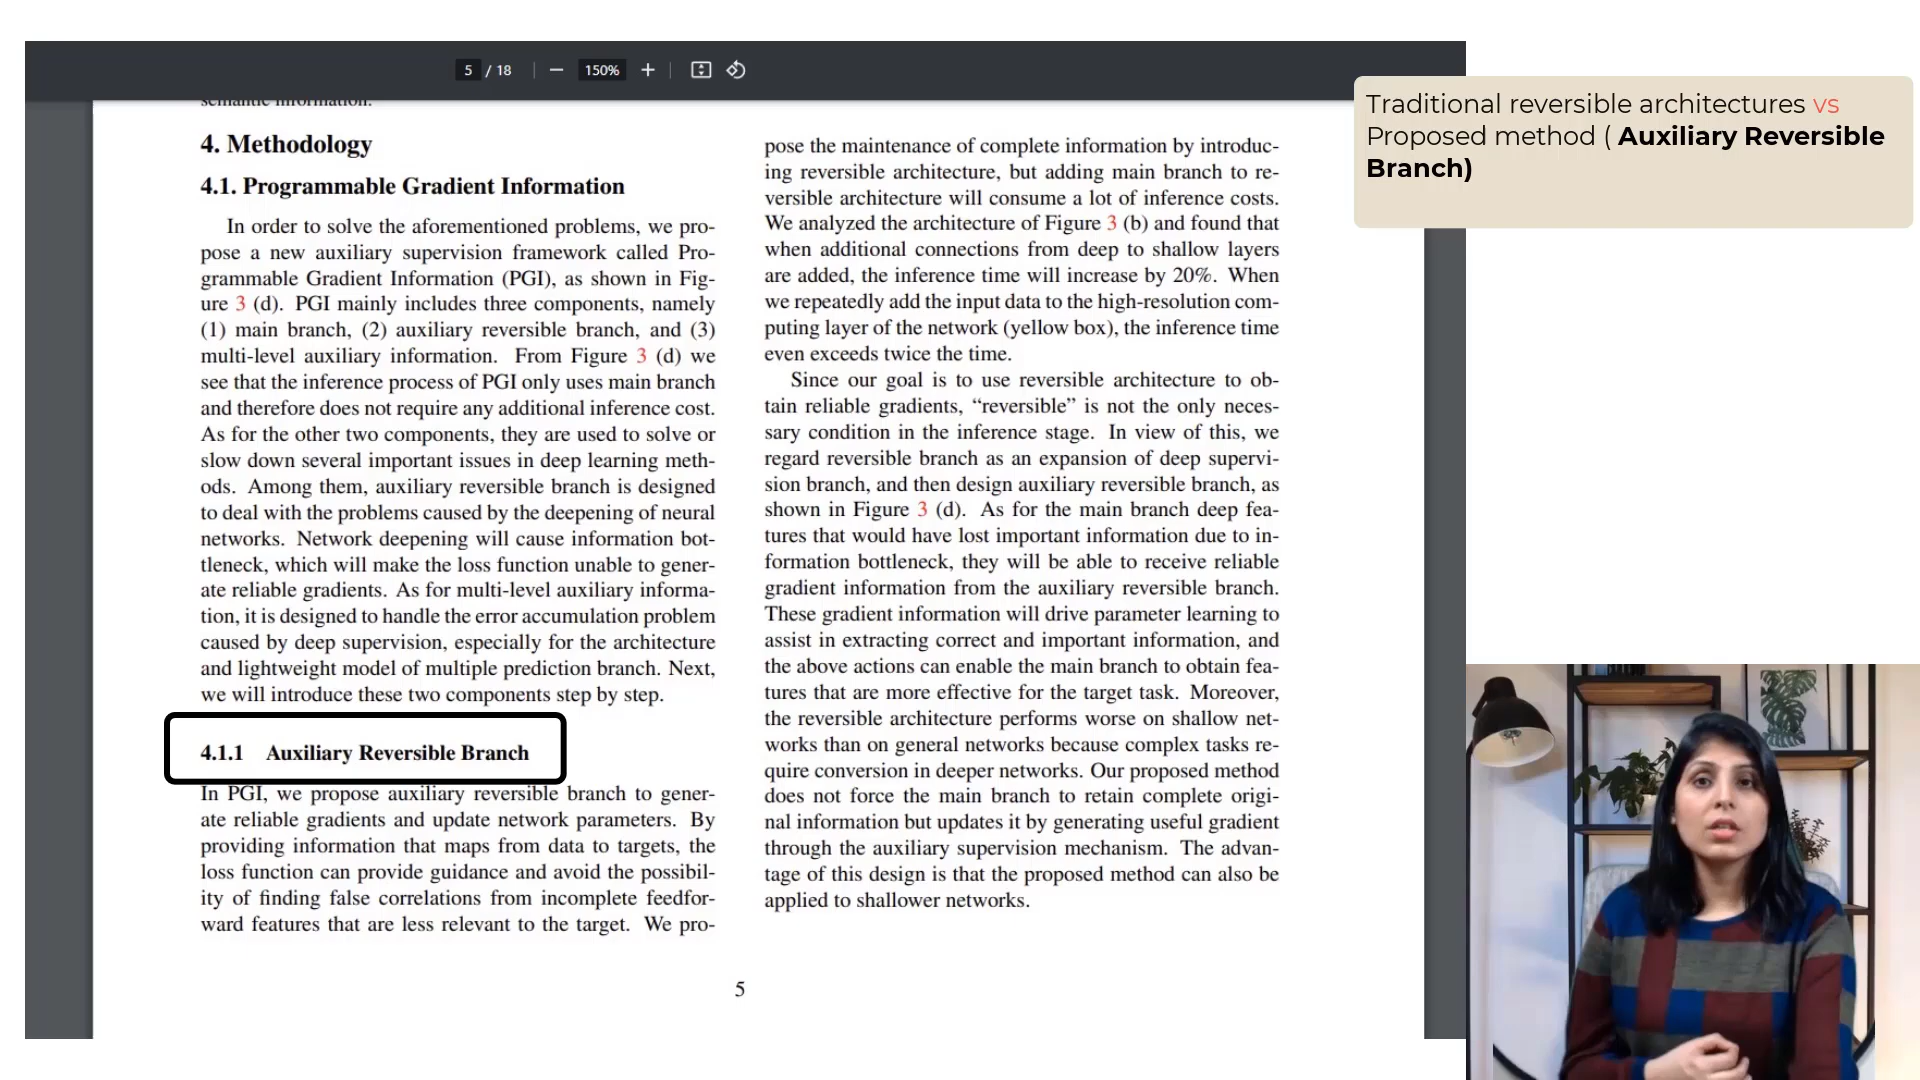 5 / 18
150%
semantic information.
4. Methodology
4.1. Programmable Gradient Information
In order to solve the aforementioned problems, we pro-
pose a new auxiliary supervision framework called Pro-
grammable Gradient Information (PGI), as shown in Fig-
ure 3 (d). PGI mainly includes three components, namely
(1) main branch, (2) auxiliary reversible branch, and (3)
multi-level auxiliary information. From Figure 3 (d) we
see that the inference process of PGI only uses main branch
and therefore does not require any additional inference cost.
As for the other two components, they are used to solve or
slow down several important issues in deep learning meth-
ods. Among them, auxiliary reversible branch is designed
to deal with the problems caused by the deepening of neural
networks. Network deepening will cause information bot-
tleneck, which will make the loss function unable to gener-
ate reliable gradients. As for multi-level auxiliary informa-
tion, it is designed to handle the error accumulation problem
caused by deep supervision, especially for the architecture
and lightweight model of multiple prediction branch. Next,
we will introduce these two components step by step.
4.1.1 Auxiliary Reversible Branch
In PGI, we propose auxiliary reversible branch to gener-
ate reliable gradients and update network parameters. By
providing information that maps from data to targets, the
loss function can provide guidance and avoid the possibil-
ity of finding false correlations from incomplete feedfor-
ward features that are less relevant to the target. We pro-
pose the maintenance of complete information by introduc-
ing reversible architecture, but adding main branch to re-
versible architecture will consume a lot of inference costs.
We analyzed the architecture of Figure 3 (b) and found that
when additional connections from deep to shallow layers
are added, the inference time will increase by 20%. When
we repeatedly add the input data to the high-resolution com-
puting layer of the network (yellow box), the inference time
even exceeds twice the time.
Since our goal is to use reversible architecture to ob-
tain reliable gradients, “reversible” is not the only neces-
sary condition in the inference stage. In view of this, we
regard reversible branch as an expansion of deep supervi-
sion branch, and then design auxiliary reversible branch, as
shown in Figure 3 (d). As for the main branch deep fea-
tures that would have lost important information due to in-
formation bottleneck, they will be able to receive reliable
gradient information from the auxiliary reversible branch.
These gradient information will drive parameter learning to
assist in extracting correct and important information, and
the above actions can enable the main branch to obtain fea-
tures that are more effective for the target task. Moreover,
the reversible architecture performs worse on shallow net-
works than on general networks because complex tasks re-
quire conversion in deeper networks. Our proposed method
does not force the main branch to retain complete origi-
nal information but updates it by generating useful gradient
through the auxiliary supervision mechanism. The advan-
tage of this design is that the proposed method can also be
applied to shallower networks.
5
Traditional reversible architectures vs
Proposed method ( Auxiliary Reversible
Branch)